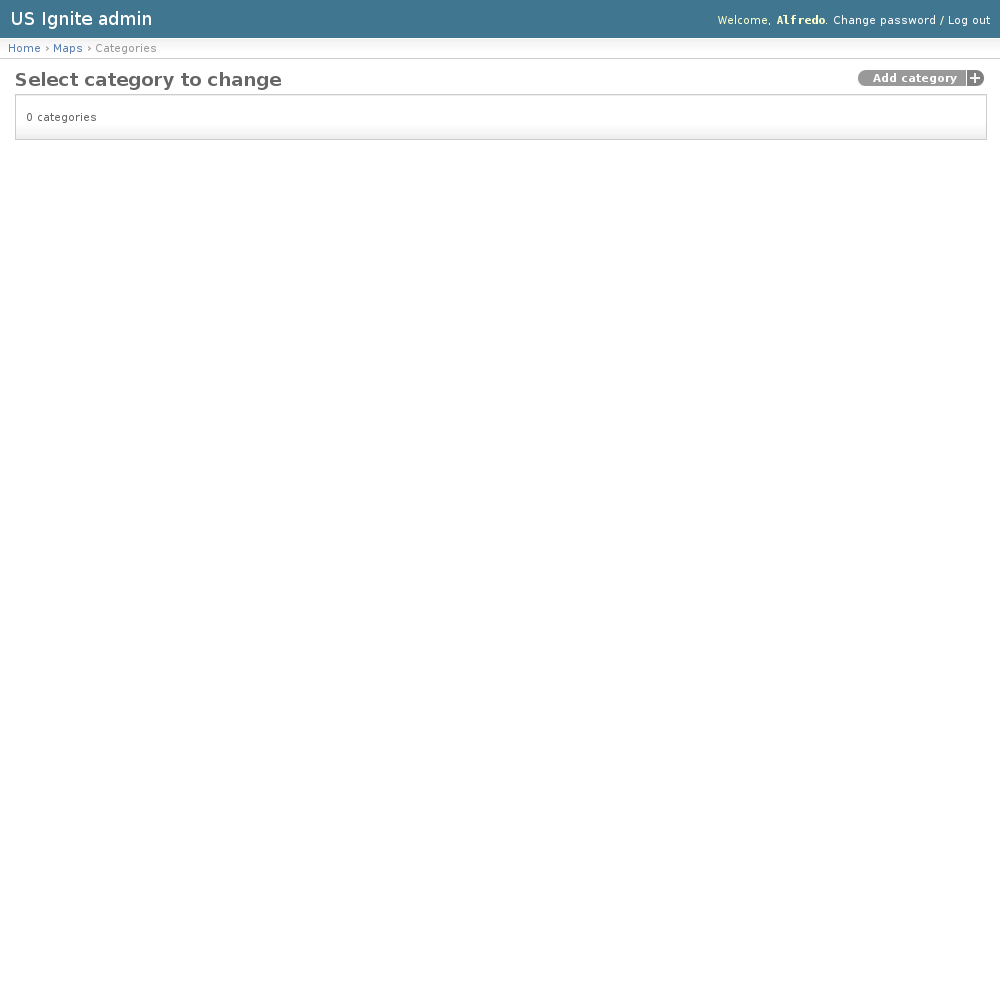 US Ignite admin
Welcome, Alfredo. Change password / Log out
Home › Maps › Categories
Select category to change
Add category
0 categories